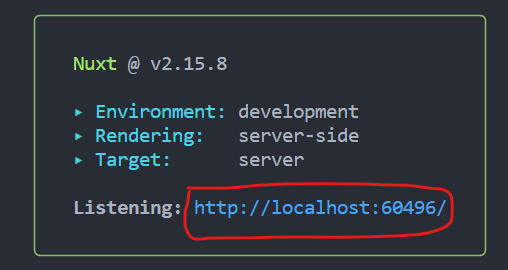 Nuxt @ v2.15.8
▸ Environment: development
▸ Rendering: server-side
▸ Target: server
Listening: http://localhost:60496/